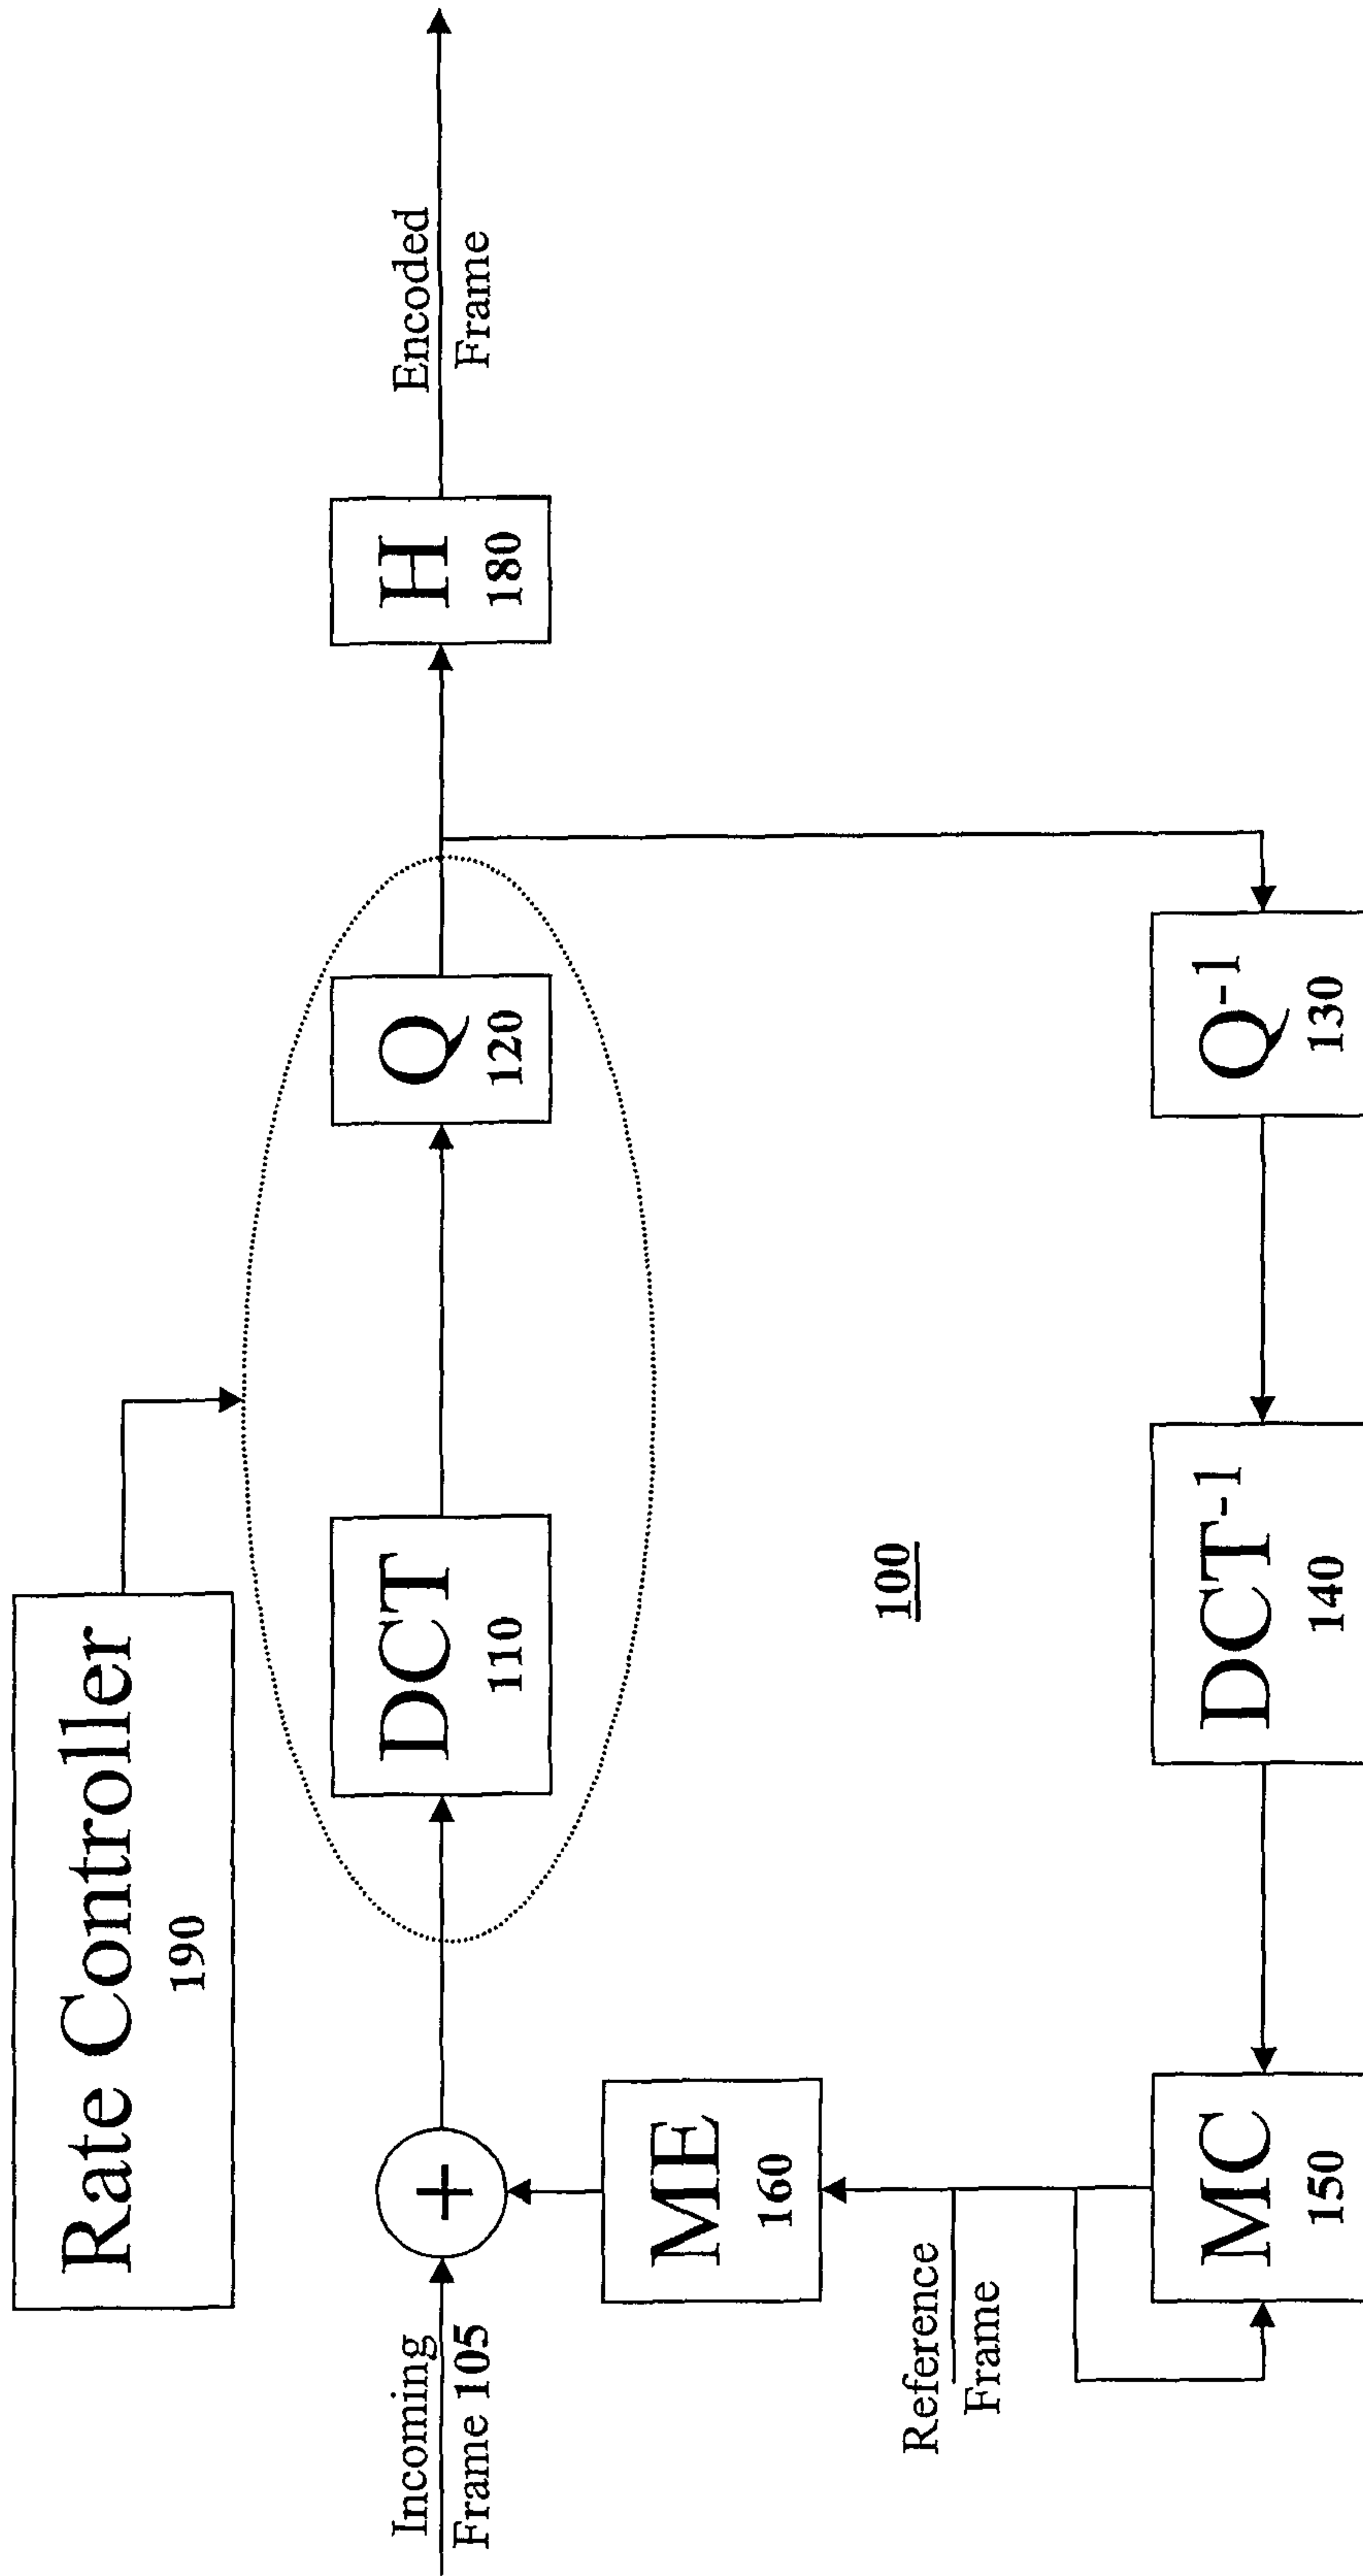 Rate Controller
190
Incoming
Frame 105
+
DCT
110
Q
120
H
180
Encoded
Frame
ME
160
100
Reference
Frame
MC
150
DCT-1
140
Q-1
130